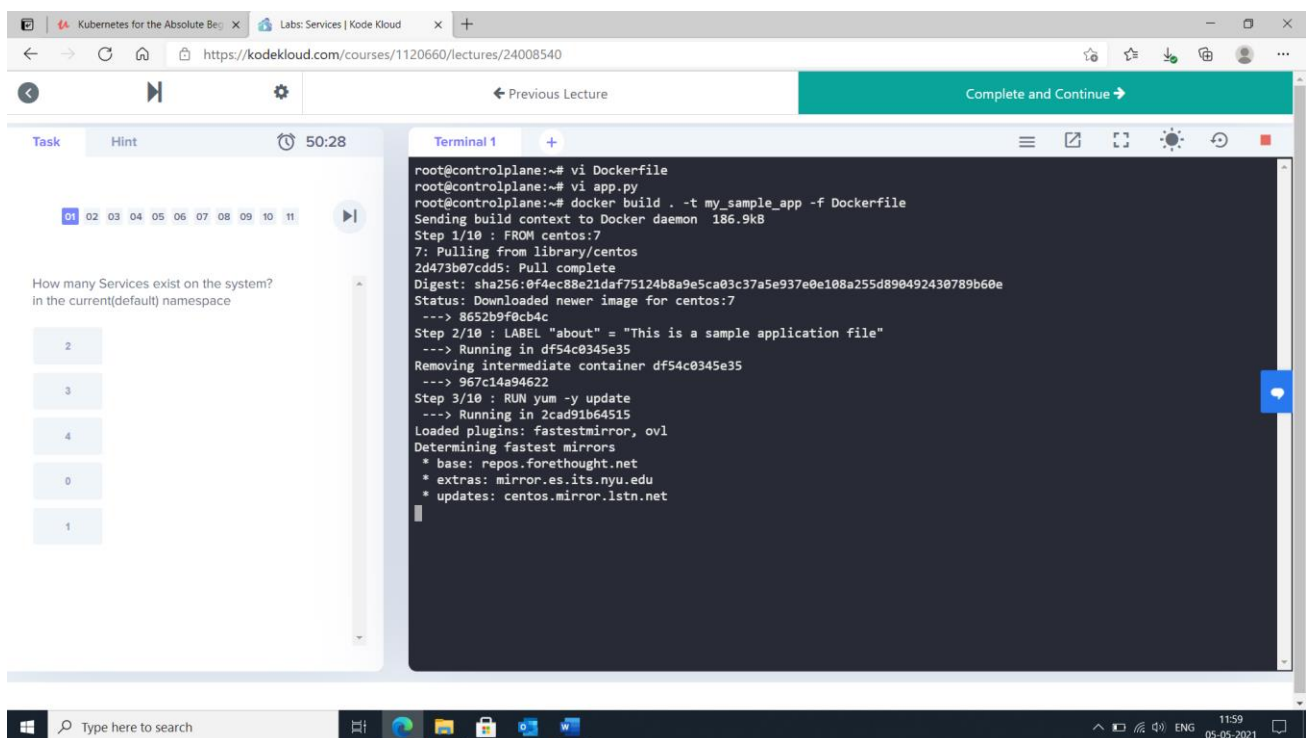 Kubernetes for the Absolute Beg
Labs: Services | Kode Kloud
https://kodekloud.com/courses/1120660/lectures/24008540
Previous Lecture
Complete and Continue
Task
Hint
50:28
Terminal 1
+
01 02 03 04 05 06 07 08 09 10 11
How many Services exist on the system?
in the current(default) namespace
2
3
4
0
1
root@controlplane:~# vi Dockerfile
root@controlplane:~# vi app.py
root@controlplane:~# docker build . -t my_sample_app -f Dockerfile
Sending build context to Docker daemon 186.9kB
Step 1/10 : FROM centos:7
7: Pulling from library/centos
2d473b07cdd5: Pull complete
Digest: sha256:0f4ec88e21daf75124b8a9e5ca03c37a5e937e0e108a255d890492430789b60e
Status: Downloaded newer image for centos:7
---> 8652b9f0cb4c
Step 2/10 : LABEL "about" = "This is a sample application file"
---> Running in df54c0345e35
Removing intermediate container df54c0345e35
---> 967c14a94622
Step 3/10 : RUN yum -y update
---> Running in 2cad91b64515
Loaded plugins: fastestmirror, ovl
Determining fastest mirrors
* base: repos.forethought.net
* extras: mirror.es.its.nyu.edu
* updates: centos.mirror.lstn.net
Type here to search
ENG
11:59
05-05-2021